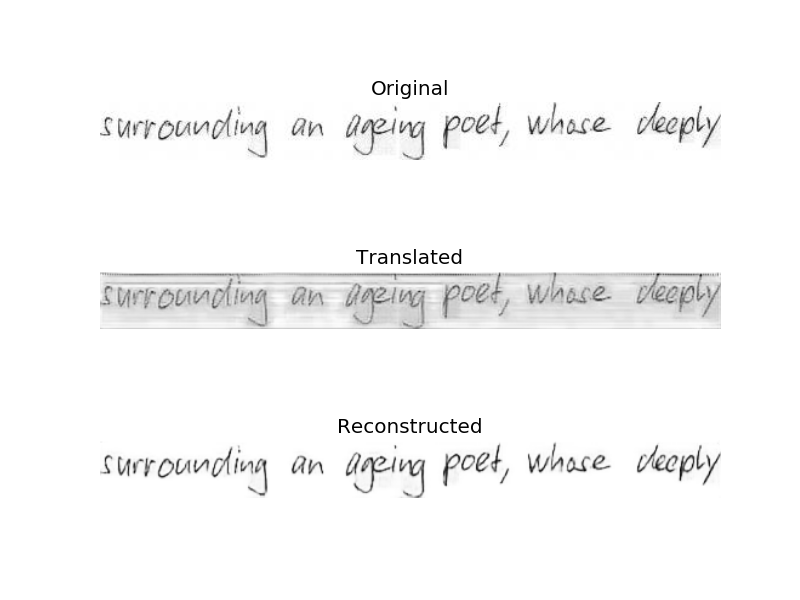 Original
surrounding an ageing poet, whose deeply
Translated
surrounding an ageing poet, whose deeply
Reconstructed
surrounding an ageing poet, whose deeply